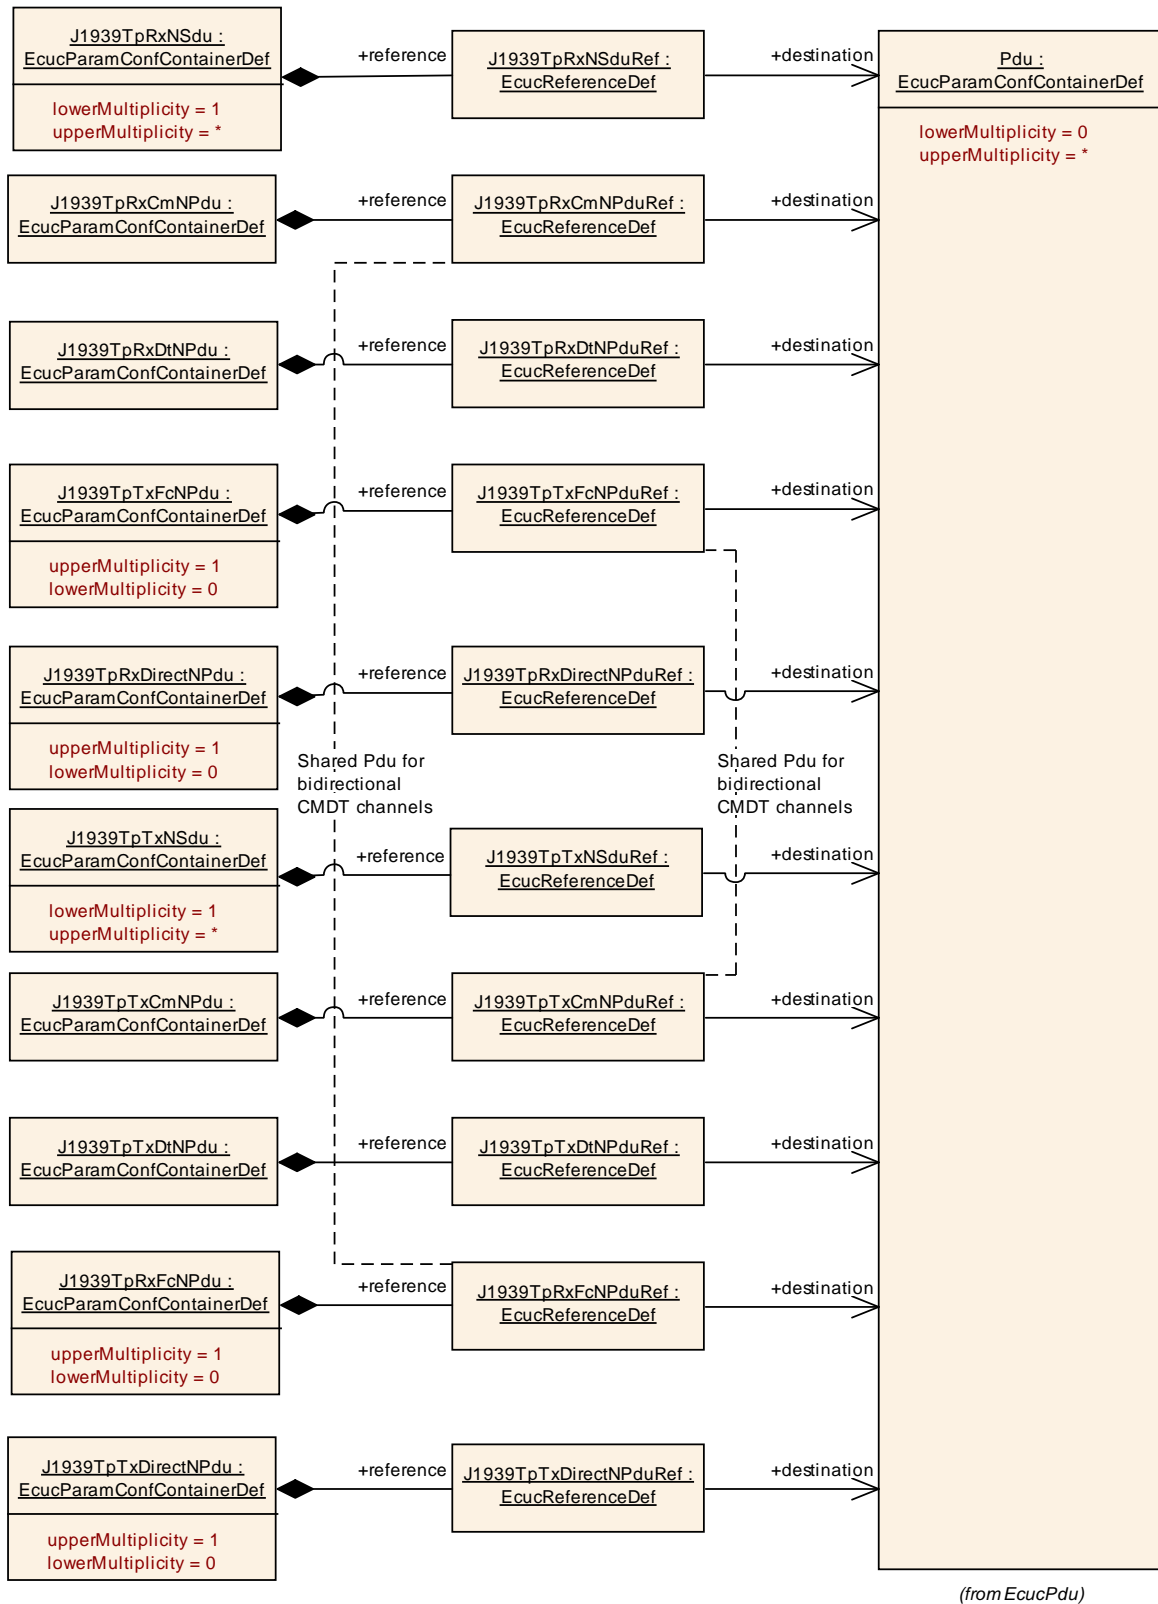 J1939TpRxNSdu :
EcucParamConfContainerDef
lowerMultiplicity = 1
upperMultiplicity = *
+reference
J1939TpRxNSduRef :
EcucReferenceDef
+destination
Pdu :
EcucParamConfContainerDef
lowerMultiplicity = 0
upperMultiplicity = *
J1939TpRxCmNPdu :
EcucParamConfContainerDef
+reference
J1939TpRxCmNPduRef :
EcucReferenceDef
+destination
J1939TpRxDtNPdu :
EcucParamConfContainerDef
+reference
J1939TpRxDtNPduRef :
EcucReferenceDef
+destination
J1939TpTxFcNPdu :
EcucParamConfContainerDef
upperMultiplicity = 1
lowerMultiplicity = 0
+reference
J1939TpTxFcNPduRef :
EcucReferenceDef
+destination
J1939TpRxDirectNPdu :
EcucParamConfContainerDef
upperMultiplicity = 1
lowerMultiplicity = 0
+reference
J1939TpRxDirectNPduRef :
EcucReferenceDef
+destination
Shared Pdu for
bidirectional
CMDT channels
Shared Pdu for
bidirectional
CMDT channels
J1939TpTxNSdu :
EcucParamConfContainerDef
lowerMultiplicity = 1
upperMultiplicity = *
+reference
J1939TpTxNSduRef :
EcucReferenceDef
+destination
J1939TpTxCmNPdu :
EcucParamConfContainerDef
+reference
J1939TpTxCmNPduRef :
EcucReferenceDef
+destination
J1939TpTxDtNPdu :
EcucParamConfContainerDef
+reference
J1939TpTxDtNPduRef :
EcucReferenceDef
+destination
J1939TpRxFcNPdu :
EcucParamConfContainerDef
upperMultiplicity = 1
lowerMultiplicity = 0
+reference
J1939TpRxFcNPduRef :
EcucReferenceDef
+destination
J1939TpTxDirectNPdu :
EcucParamConfContainerDef
upperMultiplicity = 1
lowerMultiplicity = 0
+reference
J1939TpTxDirectNPduRef :
EcucReferenceDef
+destination
(from EcucPdu)